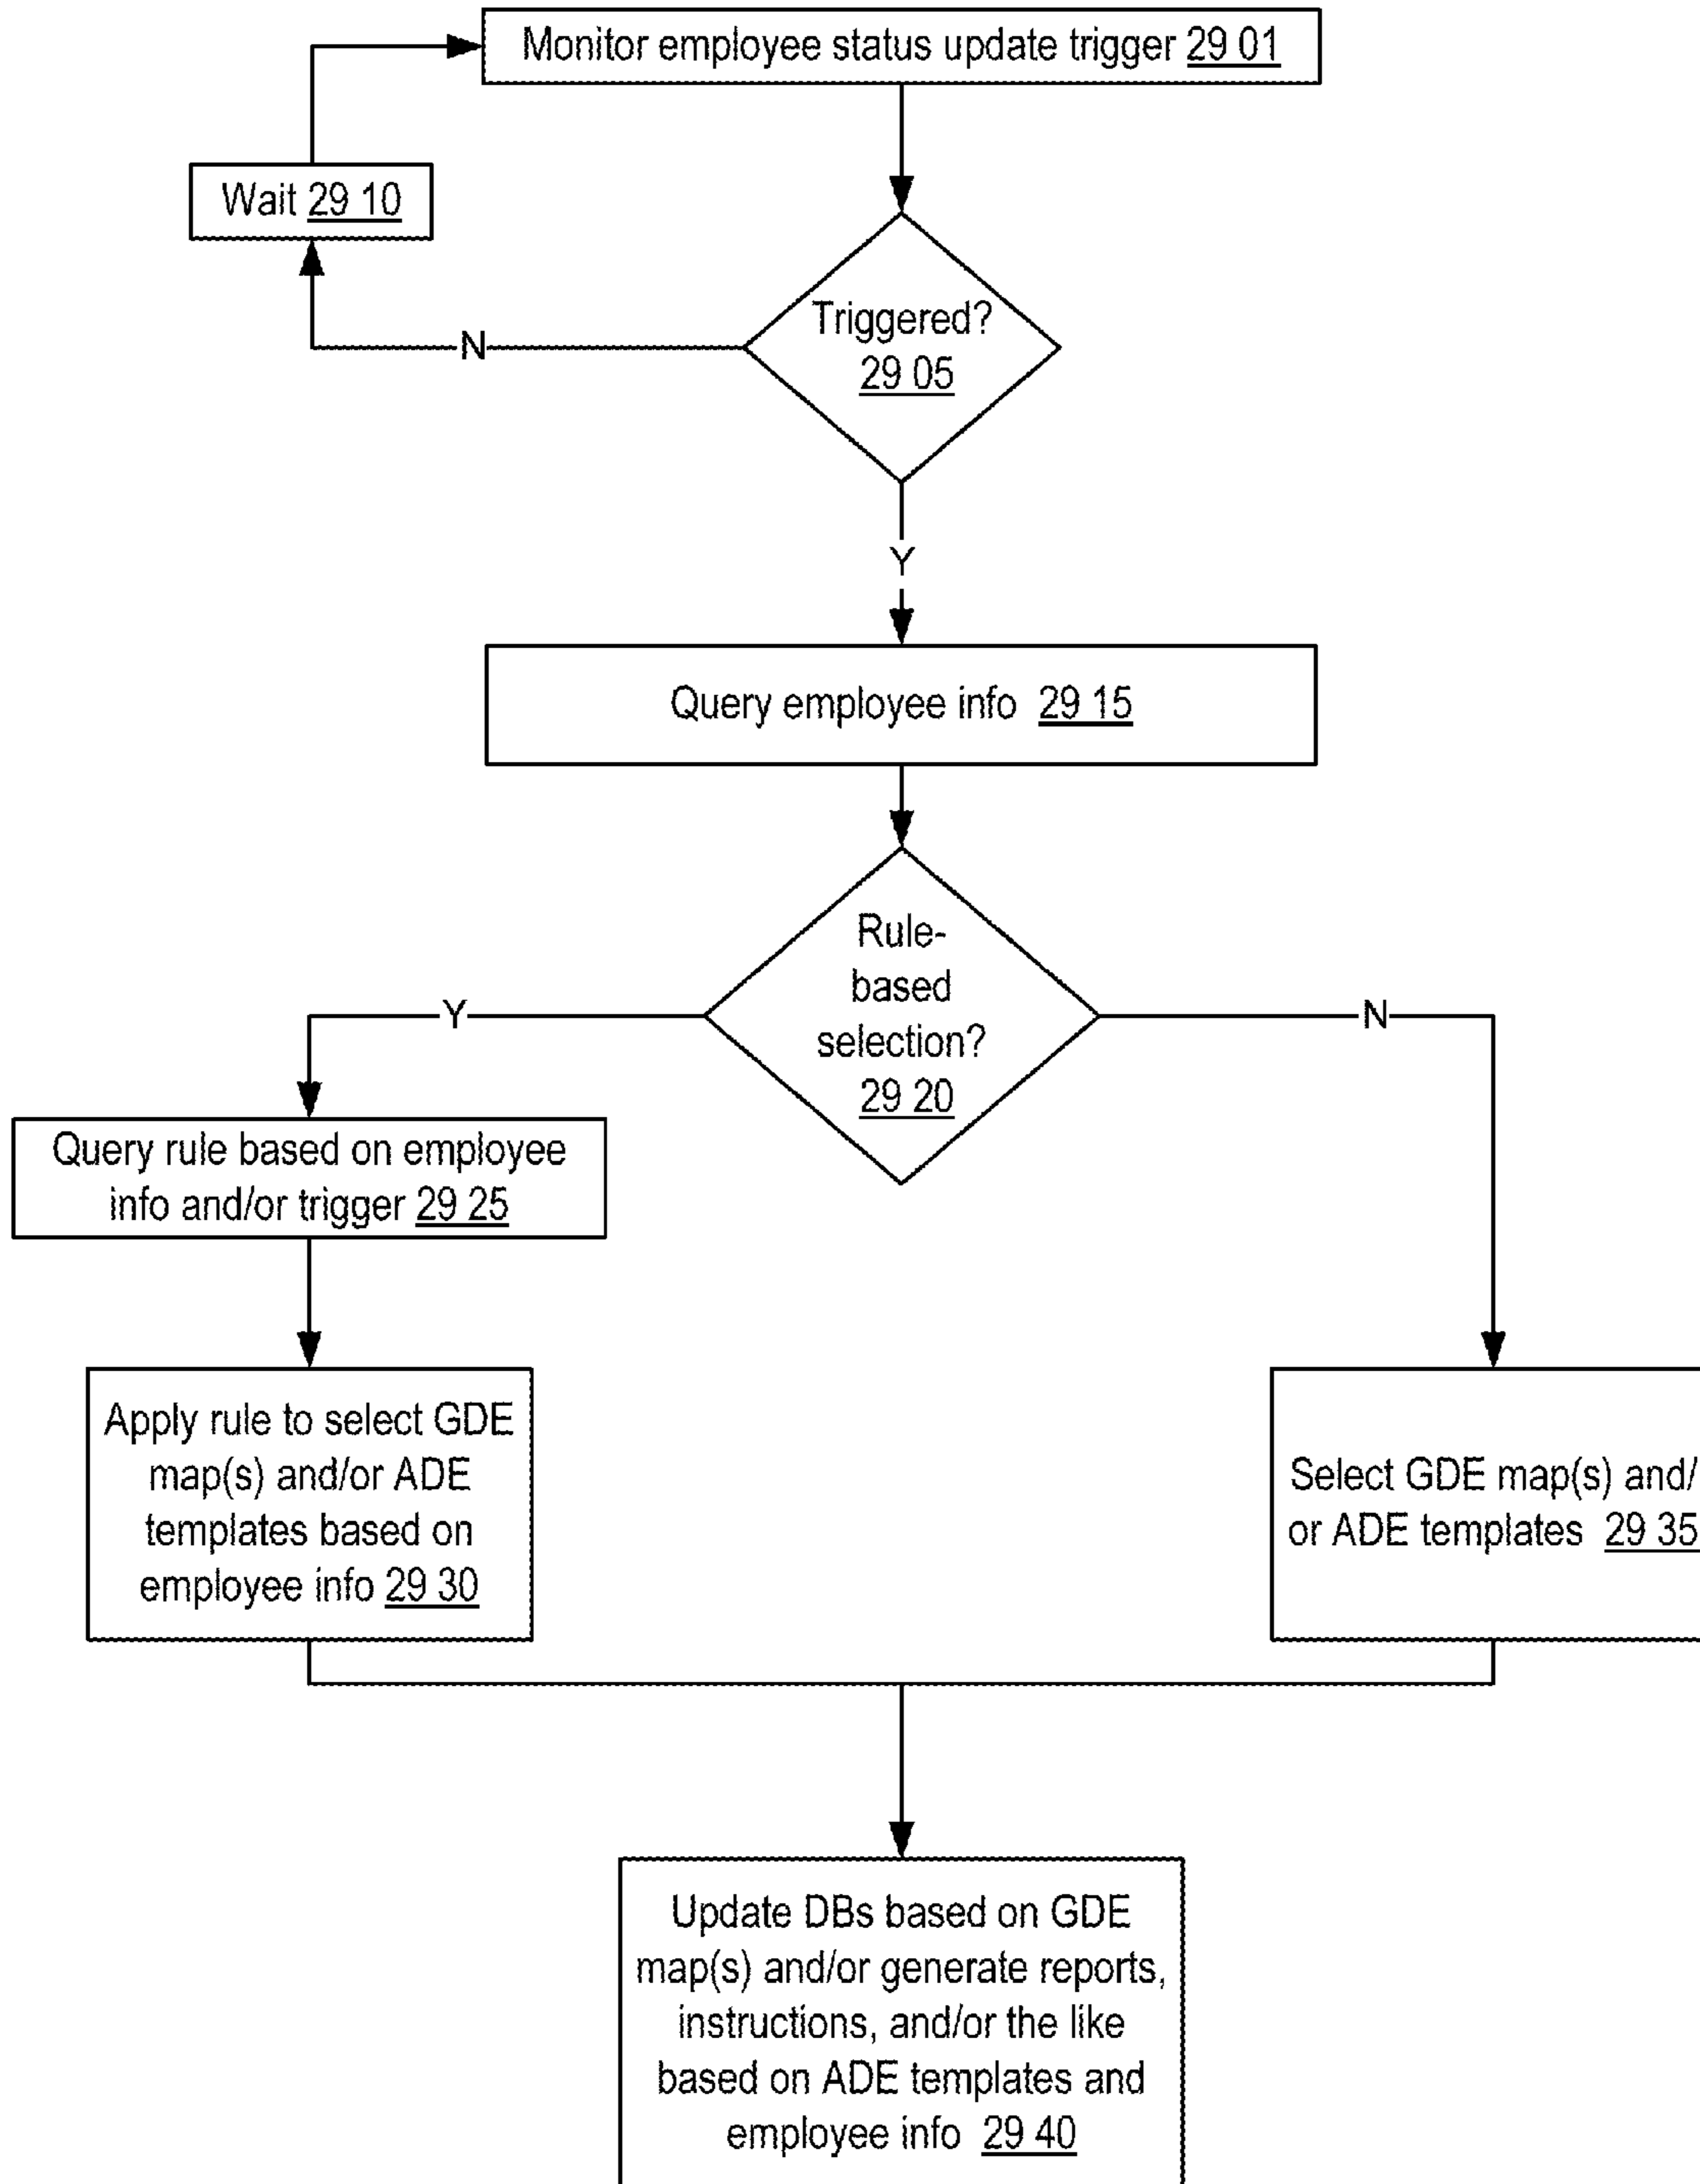 Monitor employee status update trigger 29 01
Wait 29 10
Triggered?
29 05
N
Y
Query employee info 29 15
Rule-
based
selection?
29 20
Y
N
Query rule based on employee
info and/or trigger 29 25
Apply rule to select GDE
map(s) and/or ADE
templates based on
employee info 29 30
Select GDE map(s) and/
or ADE templates 29 35
Update DBs based on GDE
map(s) and/or generate reports,
instructions, and/or the like
based on ADE templates and
employee info 29 40